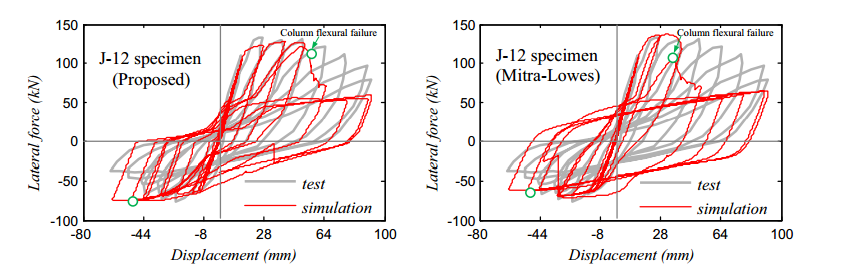 150
100
50
0
-50
-100
-80
-44
-8
28
64
100
Lateral force (kN)
Displacement (mm)
J-12 specimen
(Proposed)
Column flexural failure
test
simulation
150
100
50
0
-50
-100
-80
-44
-8
28
64
100
Lateral force (kN)
Displacement (mm)
J-12 specimen
(Mitra-Lowes)
Column flexural failure
test
simulation